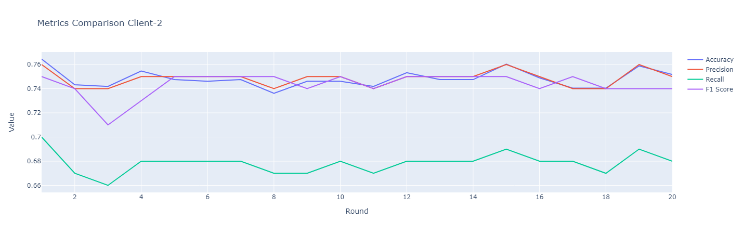 Metrics Comparison Client-2
Value
0.76
0.74
0.72
0.7
0.68
0.66
2 4 6 8 10 12 14 16 18 20
Round
Accuracy
Precision
Recall
F1 Score